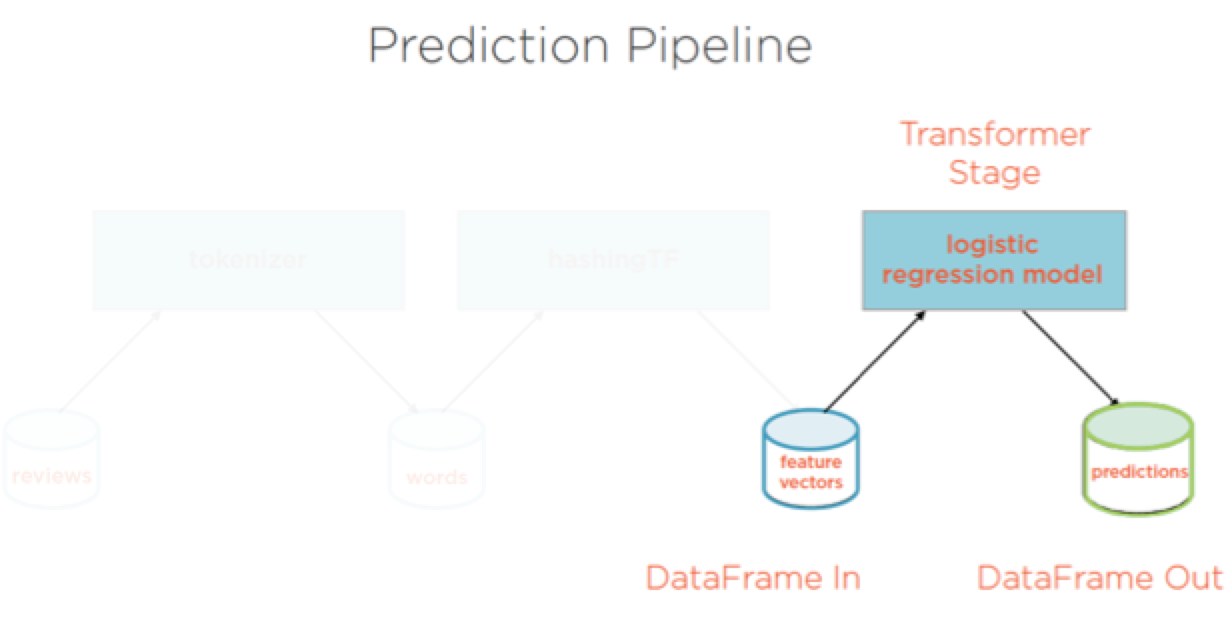 Prediction Pipeline
Transformer
Stage
tokenizer
hashingTF
logistic
regression model
reviews
words
feature
vectors
predictions
DataFrame In
DataFrame Out